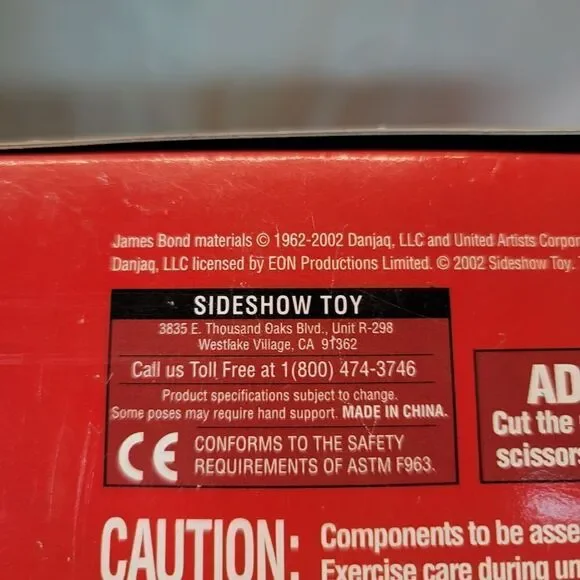 James Bond materials © 1962-2002 Danjaq, LLC and United Artists Corpor
Danjaq, LLC licensed by EON Productions Limited. © 2002 Sideshow Toy.
SIDESHOW TOY
3835 E. Thousand Oaks Blvd., Unit R-298
Westlake Village, CA 91362
Call us Toll Free at 1(800) 474-3746
Product specifications subject to change.
Some poses may require hand support. MADE IN CHINA.
CE CONFORMS TO THE SAFETY
REQUIREMENTS OF ASTM F963.
AD
Cut the
scissors
CAUTION: Components to be asse
Exercise care during un